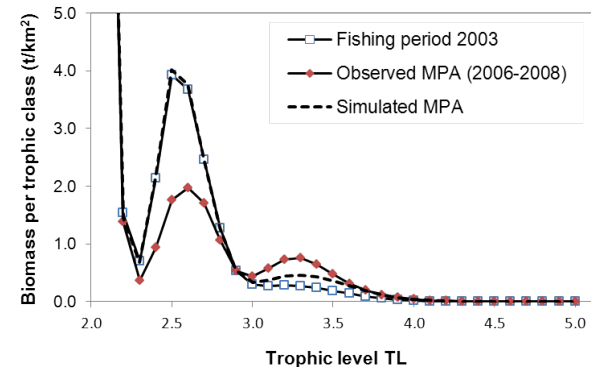 5.0
4.0
3.0
2.0
1.0
0.0
Biomass per trophic class (t/km²)
Fishing period 2003
Observed MPA (2006-2008)
Simulated MPA
2.0 2.5 3.0 3.5 4.0 4.5 5.0
Trophic level TL